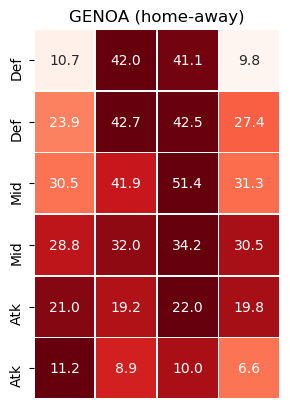 GENOA (home-away)
Def 10.7 42.0 41.1 9.8
Def 23.9 42.7 42.5 27.4
Mid 30.5 41.9 51.4 31.3
Mid 28.8 32.0 34.2 30.5
Atk 21.0 19.2 22.0 19.8
Atk 11.2 8.9 10.0 6.6